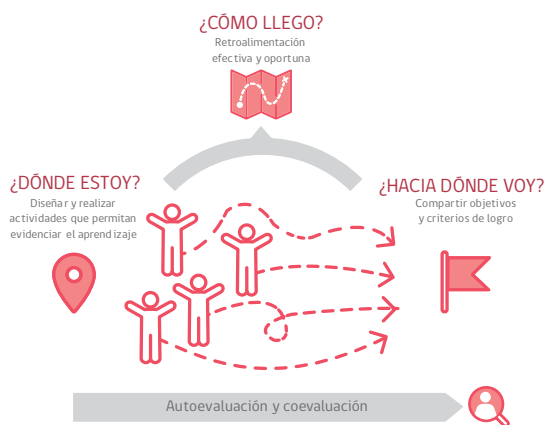 ¿CÓMO LLEGO?
Retroalimentación
efectiva y oportuna
¿DÓNDE ESTOY?
Diseñar y realizar
actividades que permitan
evidenciar el aprendizaje
¿HACIA DÓNDE VOY?
Compartir objetivos
y criterios de logro
Autoevaluación y coevaluación